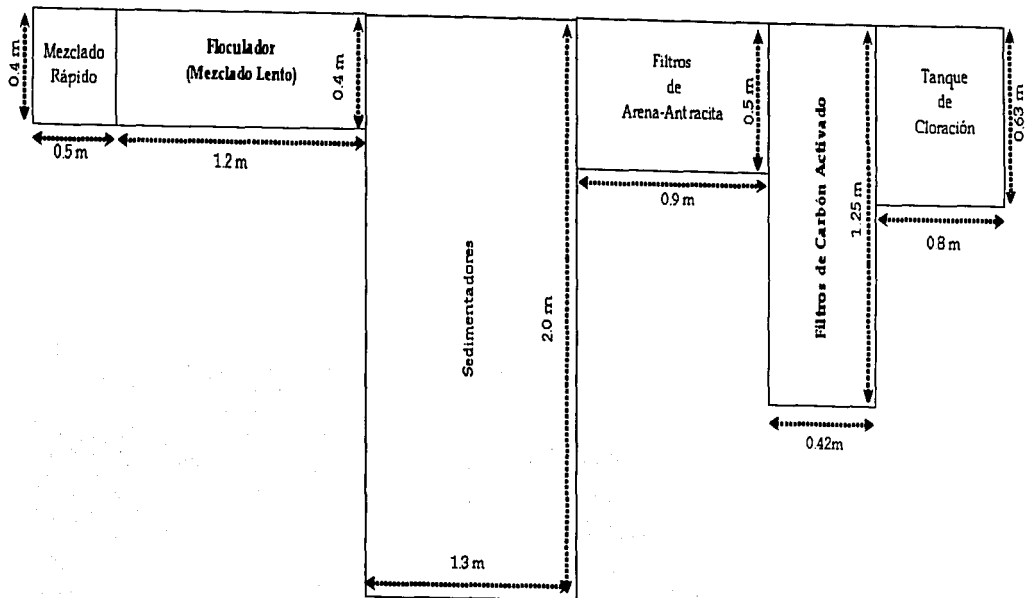 0.4 m
Mezclado
Rápido
0.5 m
Floculador
(Mezclado Lento)
0.4 m
1.2 m
Sedimentadores
2.0 m
1.3 m
Filtros
de
Arena-Antracita
0.5 m
0.9 m
Filtros de Carbón Activado
1.25 m
0.42m
Tanque
de
Cloración
0.63 m
08 m